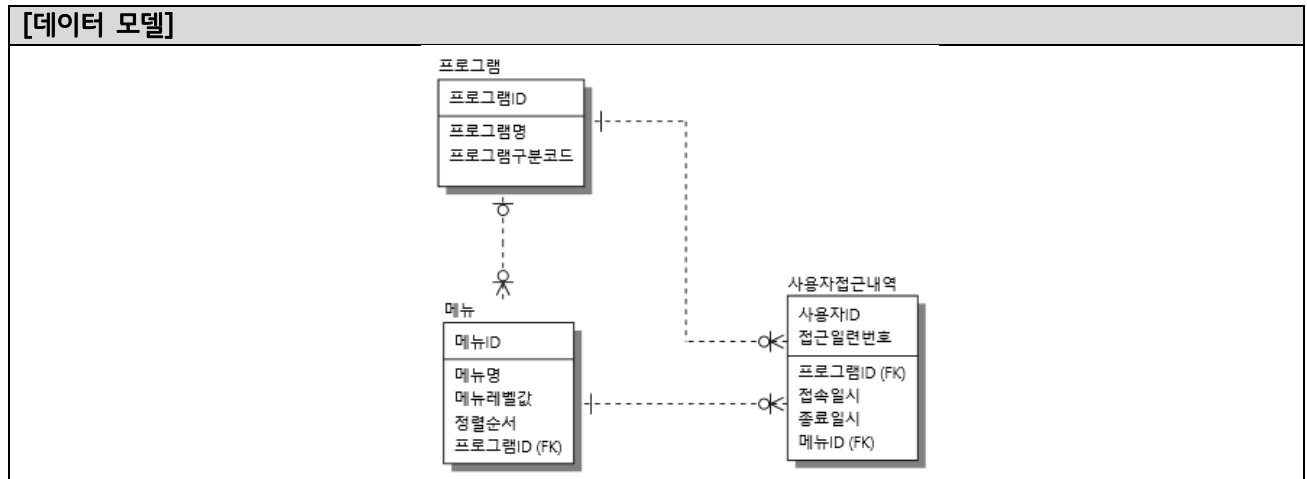 [데이터 모델]
프로그램
프로그램ID
프로그램명
프로그램구분코드
메뉴
메뉴ID
메뉴명
메뉴레벨값
정렬순서
프로그램ID (FK)
사용자접근내역
사용자ID
접근일련번호
프로그램ID (FK)
접속일시
종료일시
메뉴ID (FK)